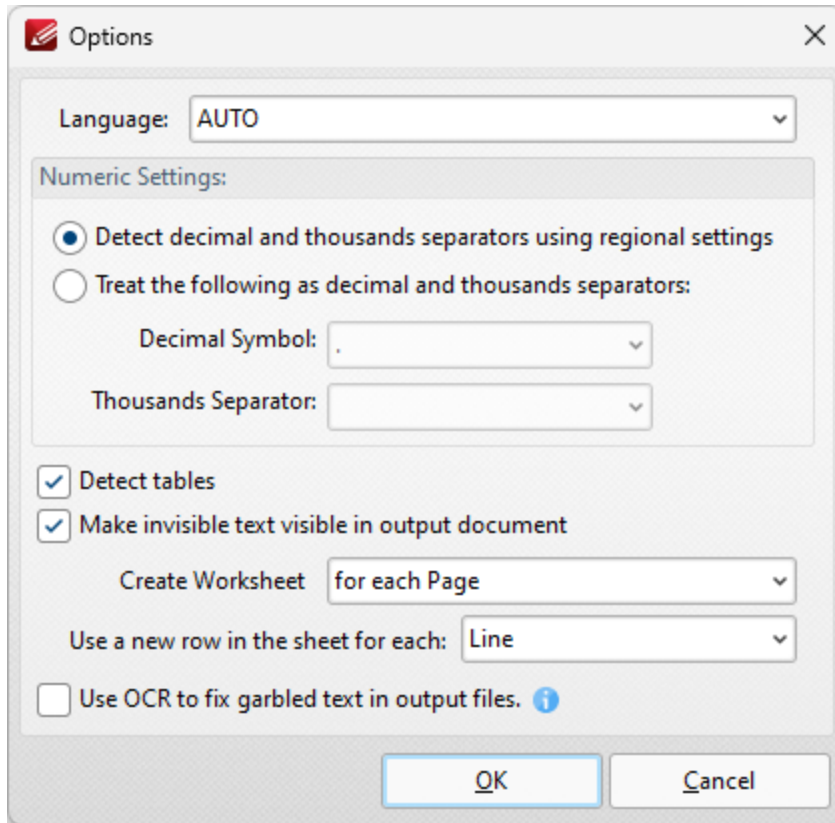 Options
Language: AUTO
Numeric Settings:
Detect decimal and thousands separators using regional settings
Treat the following as decimal and thousands separators:
Decimal Symbol: .
Thousands Separator:
Detect tables
Make invisible text visible in output document
Create Worksheet for each Page
Use a new row in the sheet for each: Line
Use OCR to fix garbled text in output files. i
OK Cancel